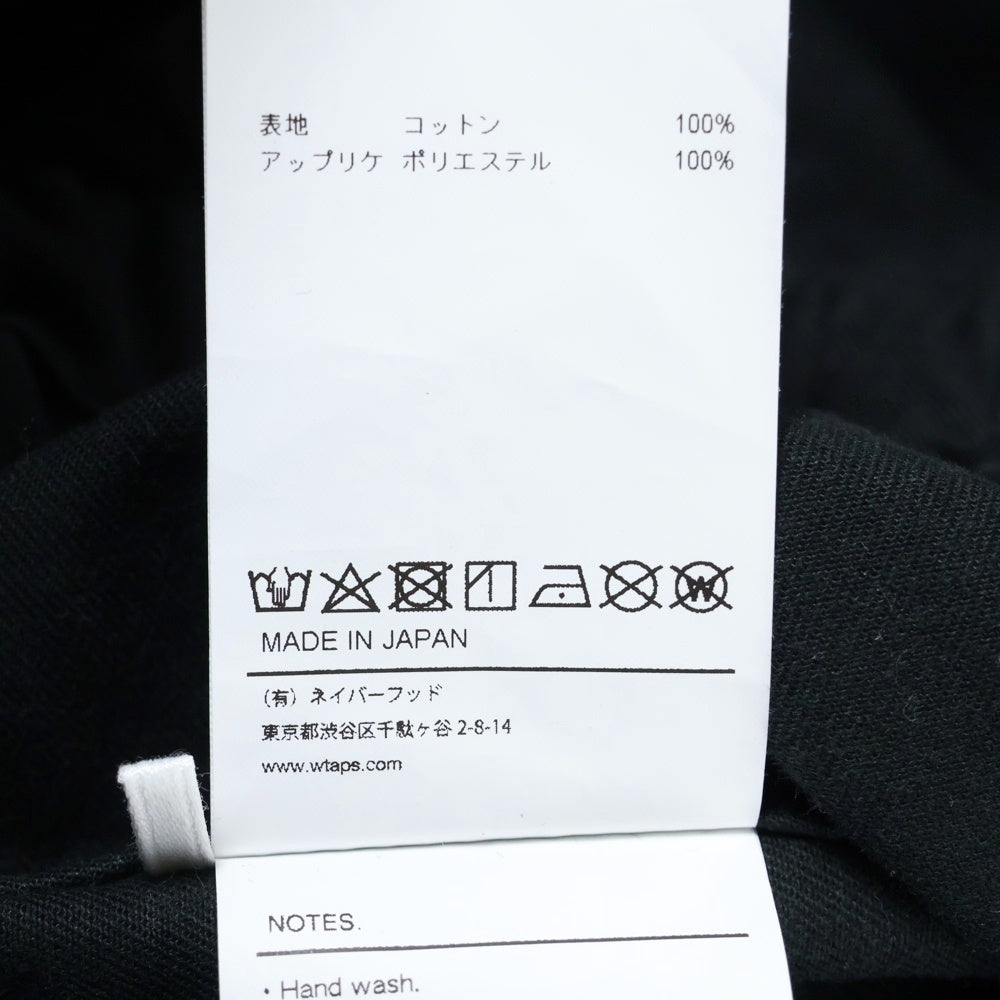 表地 コットン 100%
アップリケ ポリエステル 100%
W
MADE IN JAPAN
(有) ネイバーフッド
東京都渋谷区千駄ヶ谷 2-8-14
www.wtaps.com
NOTES.
・Hand wash.